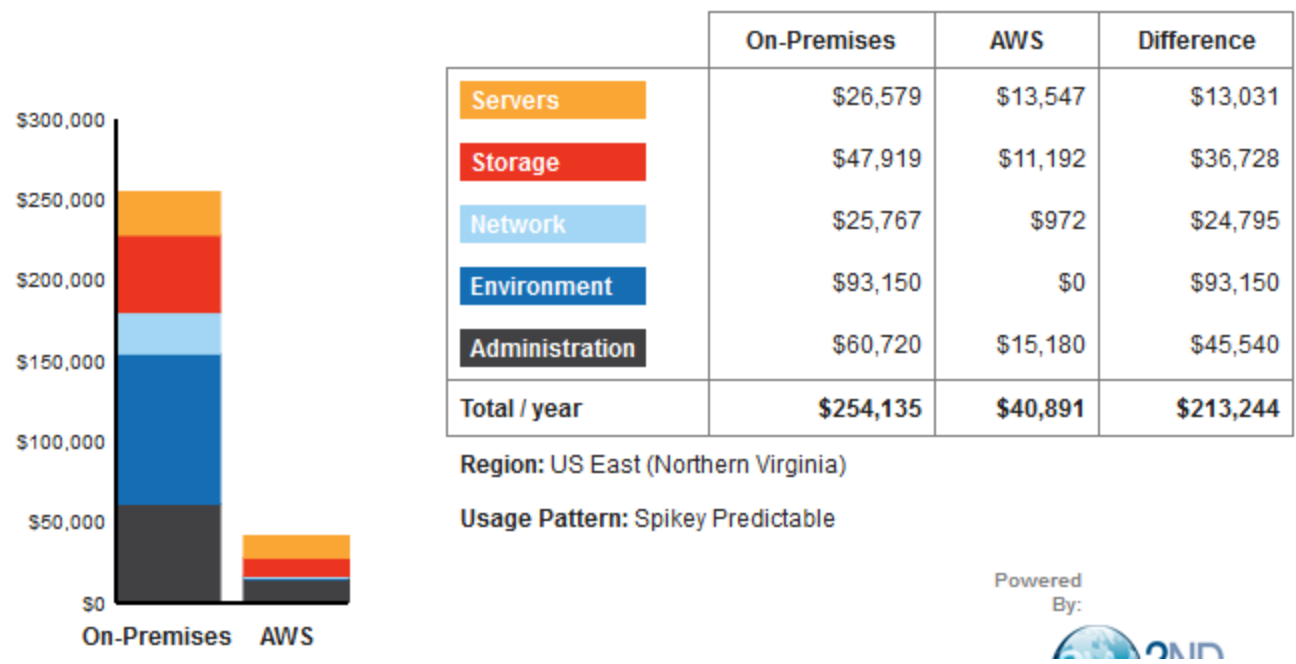 On-Premises AWS Difference
Servers $26,579 $13,547 $13,031
Storage $47,919 $11,192 $36,728
Network $25,767 $972 $24,795
Environment $93,150 $0 $93,150
Administration $60,720 $15,180 $45,540
Total / year $254,135 $40,891 $213,244
Region: US East (Northern Virginia)
Usage Pattern: Spikey Predictable
$300,000
$250,000
$200,000
$150,000
$100,000
$50,000
$0
On-Premises AWS
Powered
By:
2ND